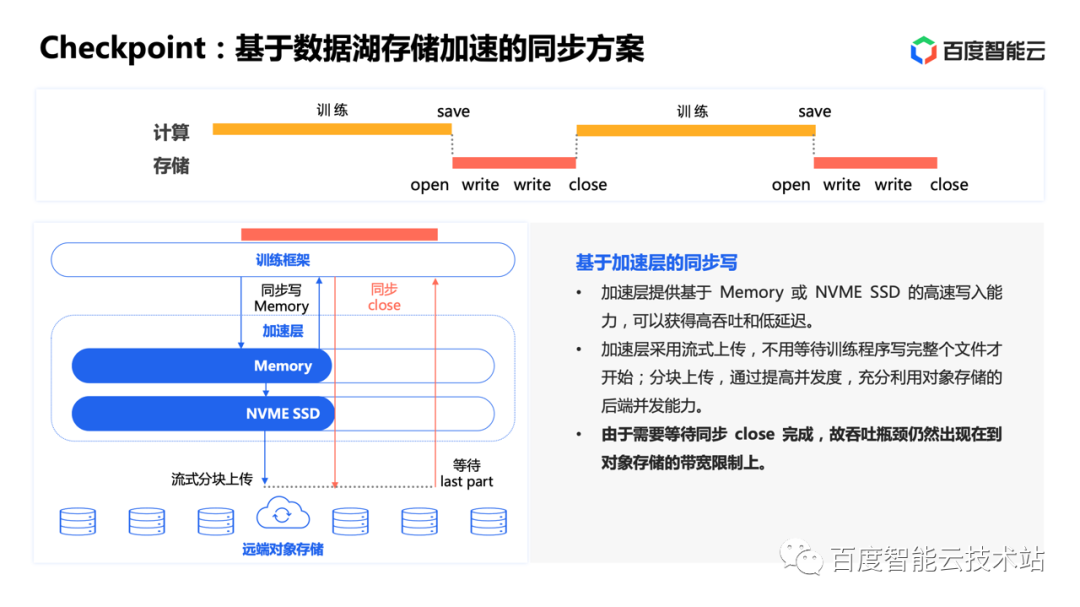 Checkpoint：基于数据湖存储加速的同步方案
百度智能云
训练 save 训练 save
计算
存储
open write write close open write write close
训练框架
同步写
Memory
同步
close
加速层
Memory
NVME SSD
流式分块上传
等待
last part
远端对象存储
基于加速层的同步写
• 加速层提供基于 Memory 或 NVME SSD 的高速写入能
力，可以获得高吞吐和低延迟。
• 加速层采用流式上传，不用等待训练程序写完整个文件才
开始；分块上传，通过提高并发度，充分利用对象存储的
后端并发能力。
• 由于需要等待同步 close 完成，故吞吐瓶颈仍然出现在到
对象存储的带宽限制上。
百度智能云技术站